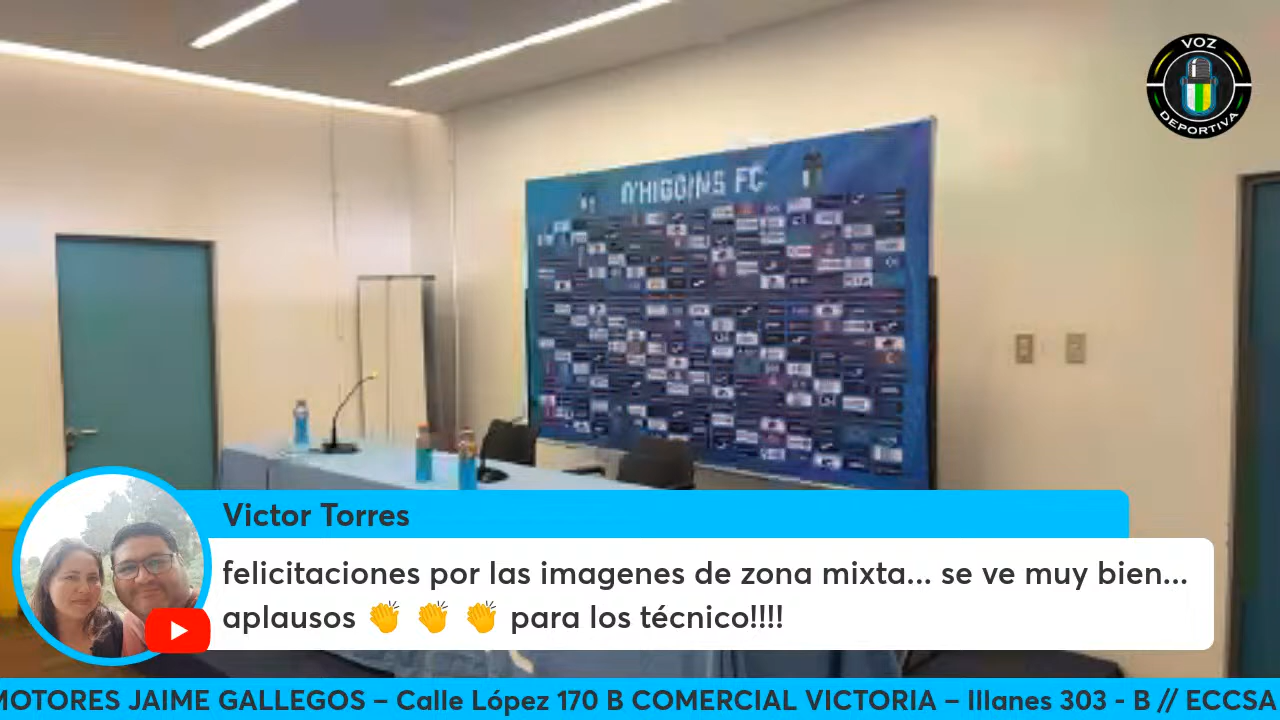 VOZ
DEPORTIVA
O'HIGGINS FC
Victor Torres
felicitaciones por las imagenes de zona mixta... se ve muy bien...
aplausos 👏 👏 👏 para los técnico!!!!
MOTORES JAIME GALLEGOS – Calle López 170 B COMERCIAL VICTORIA – Illanes 303 - B // ECCSA